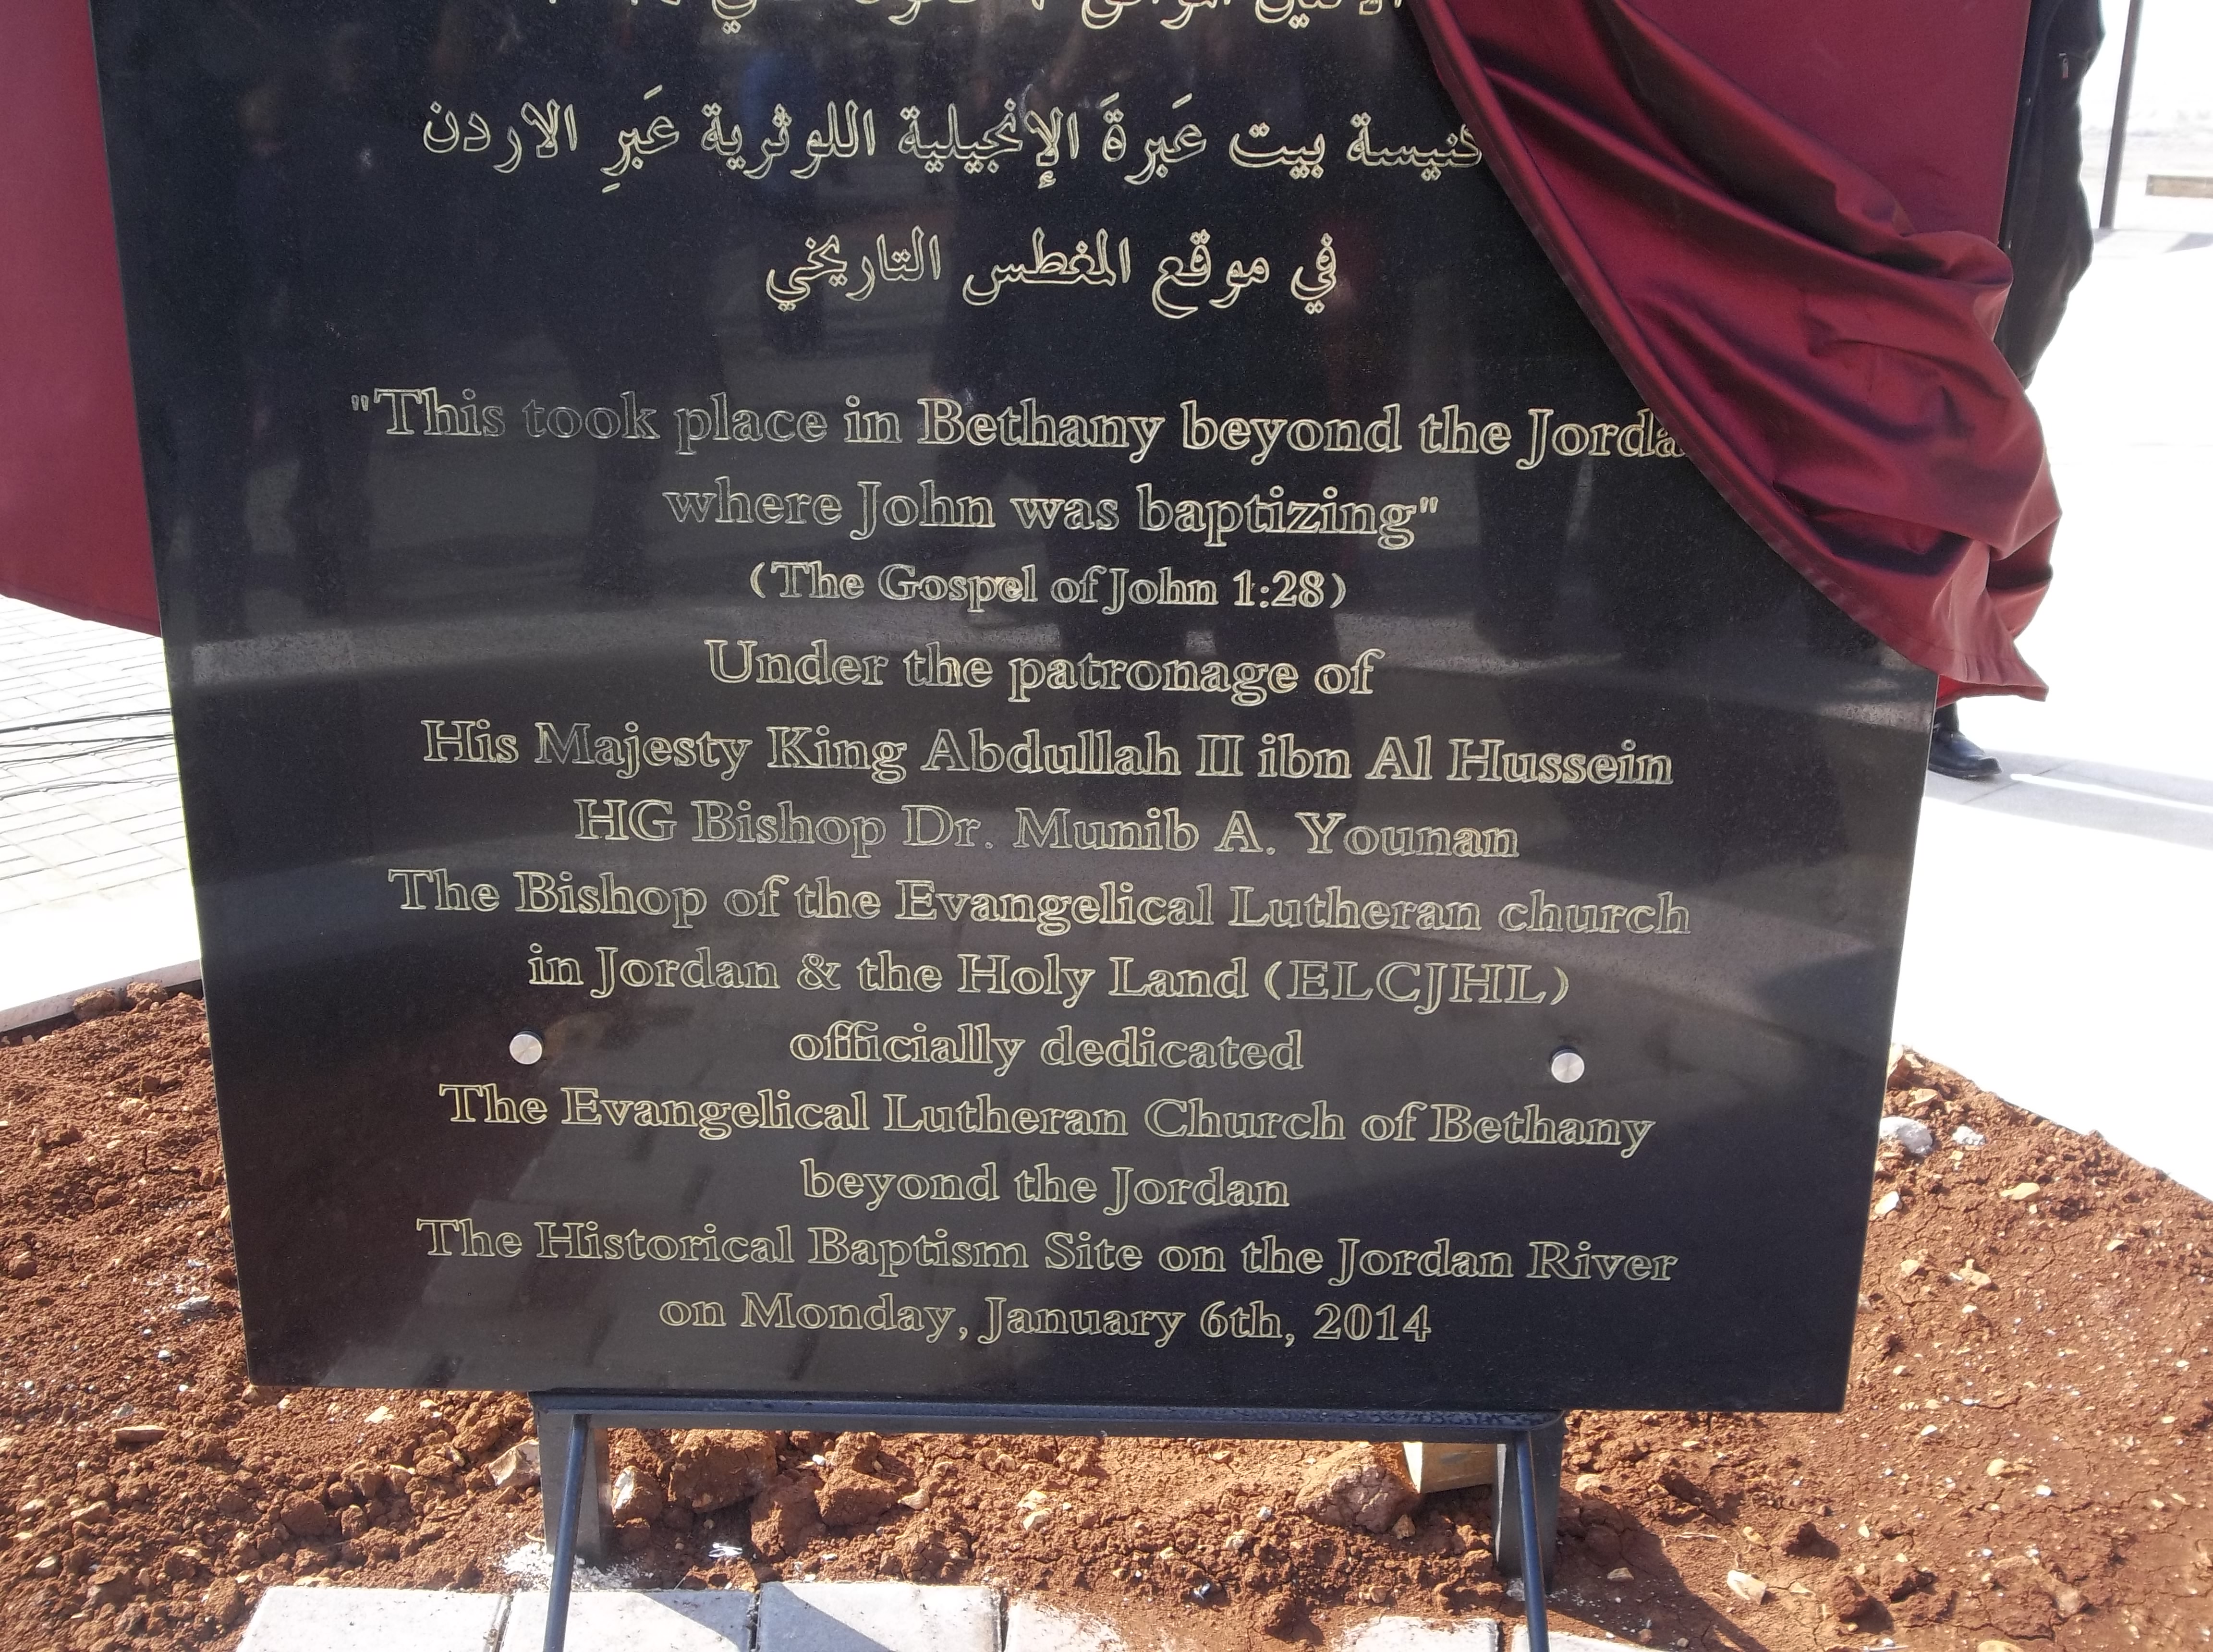 كنيسة بيت عَبرةَ الإنجيلية اللوثرية عَبرِ الاردن
في موقع المغطس التاريخي
"This took place in Bethany beyond the Jorda
where John was baptizing"
(The Gospel of John 1:28)
Under the patronage of
His Majesty King Abdullah II ibn Al Hussein
HG Bishop Dr. Munib A. Younan
The Bishop of the Evangelical Lutheran church
in Jordan & the Holy Land (ELCJHL)
officially dedicated
The Evangelical Lutheran Church of Bethany
beyond the Jordan
The Historical Baptism Site on the Jordan River
on Monday, January 6th, 2014